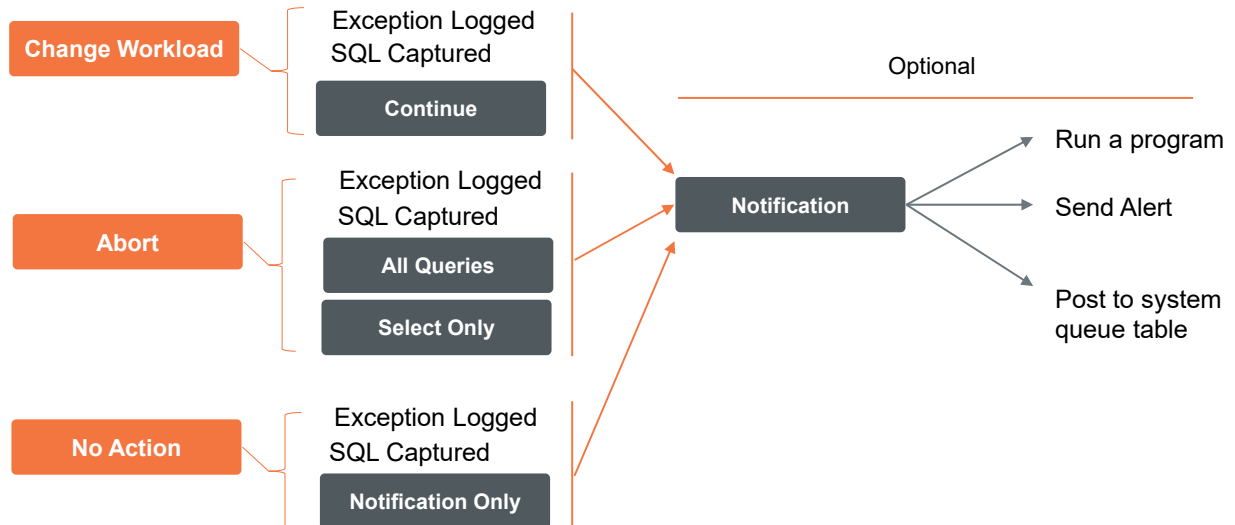 Change Workload
Exception Logged
SQL Captured
Continue
Abort
Exception Logged
SQL Captured
All Queries
Select Only
No Action
Exception Logged
SQL Captured
Notification Only
Optional
Notification
Run a program
Send Alert
Post to system
queue table